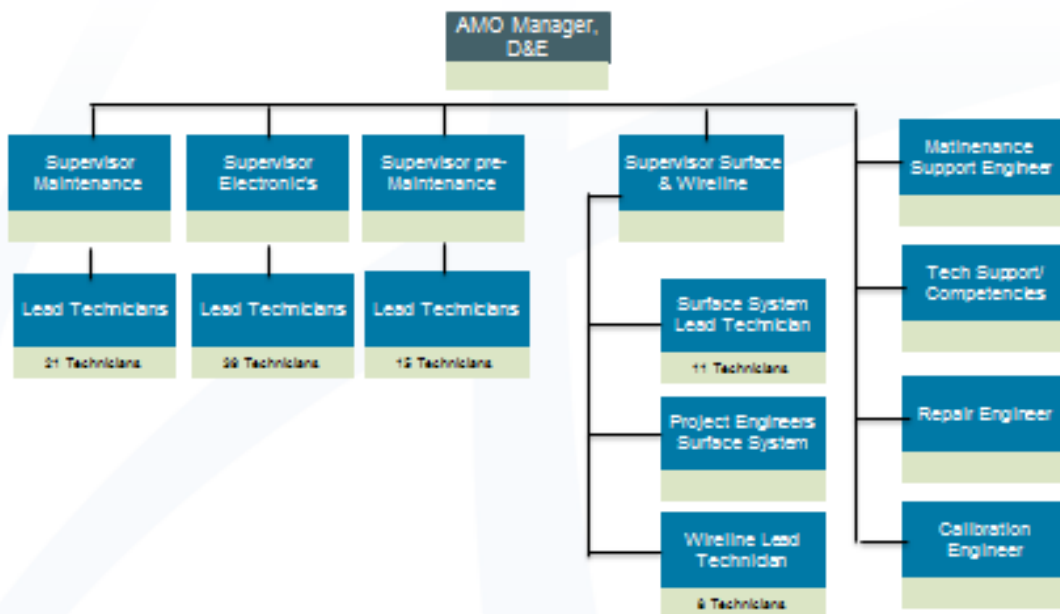 AMO Manager,
D&E
Supervisor
Maintenance
Supervisor
Electronic's
Supervisor pre-
Maintenance
Supervisor Surface
& Wireline
Matinenance
Support Engineer
Lead Technicians
21 Technicians
Lead Technicians
Technicians
Lead Technicians
15 Technicians
Surface System
Lead Technician
11 Technicians
Project Engineers
Surface System
Wireline Lead
Technician
Technicians
Tech Support/
Competencies
Repair Engineer
Calibration
Engineer